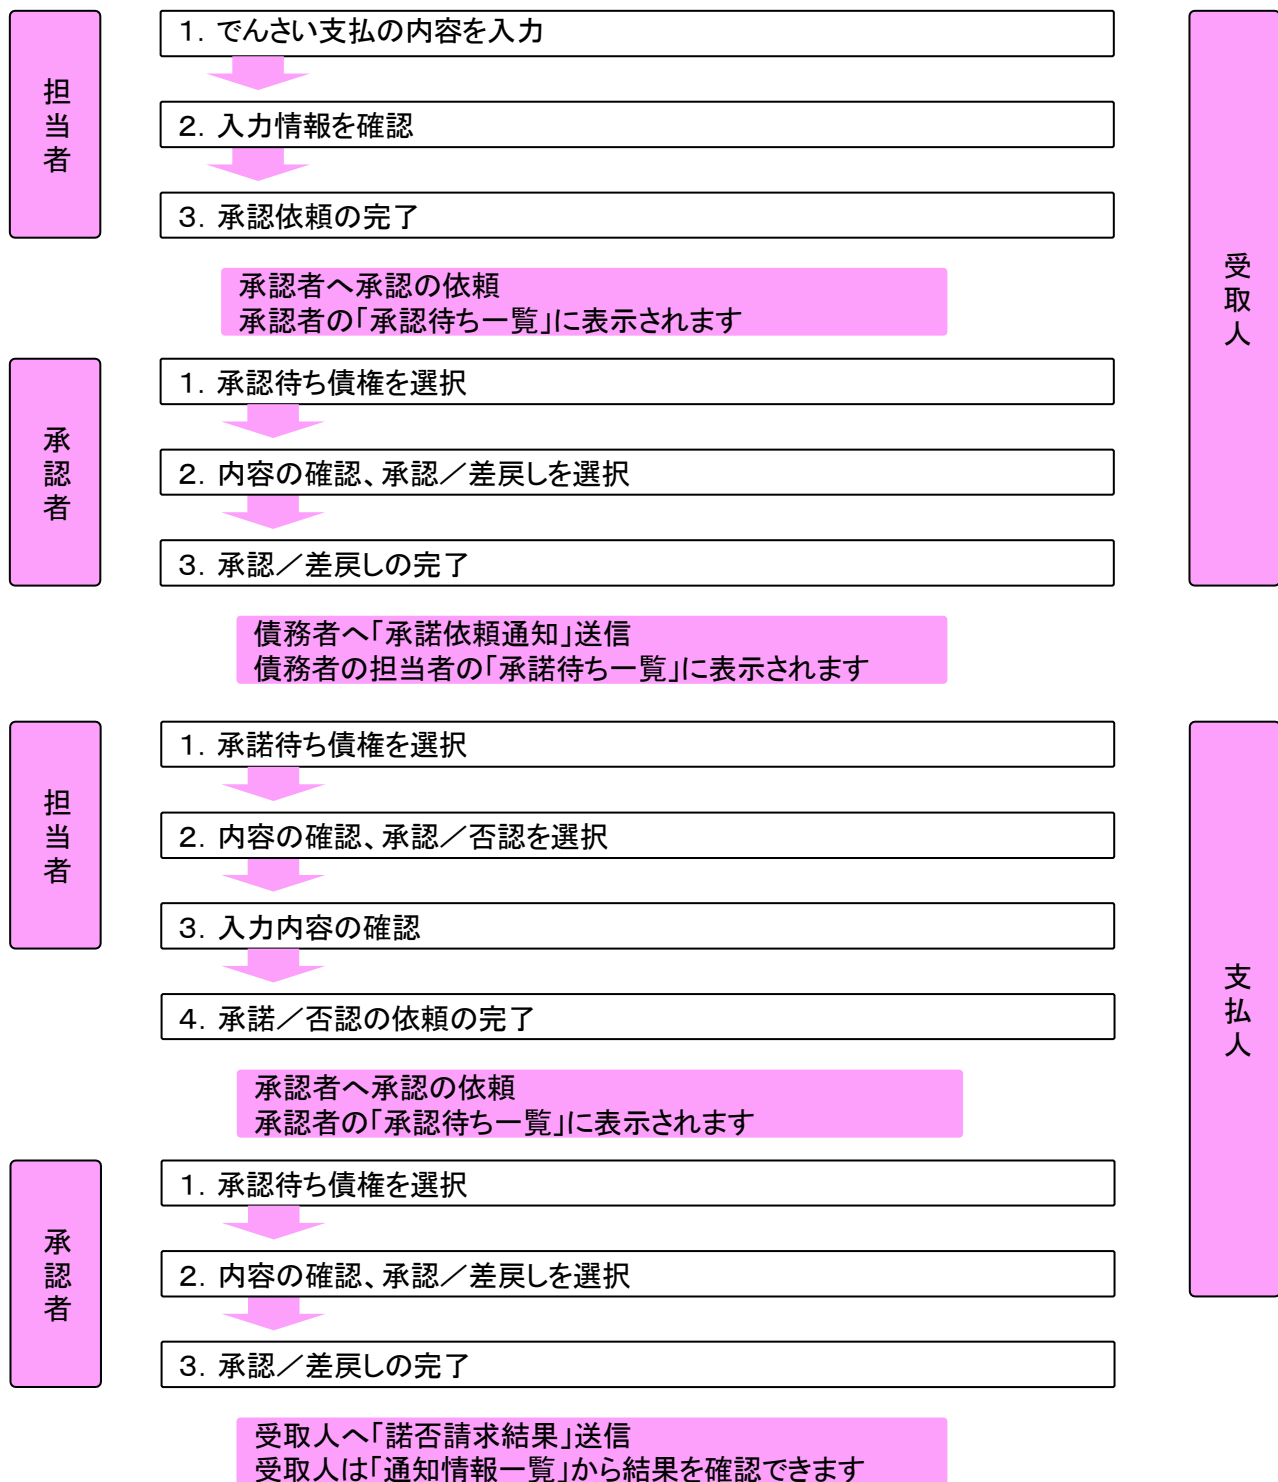 担当者
1．でんさい支払の内容を入力
2．入力情報を確認
3．承認依頼の完了
承認者へ承認の依頼
承認者の「承認待ち一覧」に表示されます
受取人
承認者
1．承認待ち債権を選択
2．内容の確認、承認／差戻しを選択
3．承認／差戻しの完了
債務者へ「承諾依頼通知」送信
債務者の担当者の「承諾待ち一覧」に表示されます
担当者
1．承諾待ち債権を選択
2．内容の確認、承認／否認を選択
3．入力内容の確認
4．承諾／否認の依頼の完了
支払人
承認者へ承認の依頼
承認者の「承認待ち一覧」に表示されます
承認者
1．承認待ち債権を選択
2．内容の確認、承認／差戻しを選択
3．承認／差戻しの完了
受取人へ「諾否請求結果」送信
受取人は「通知情報一覧」から結果を確認できます